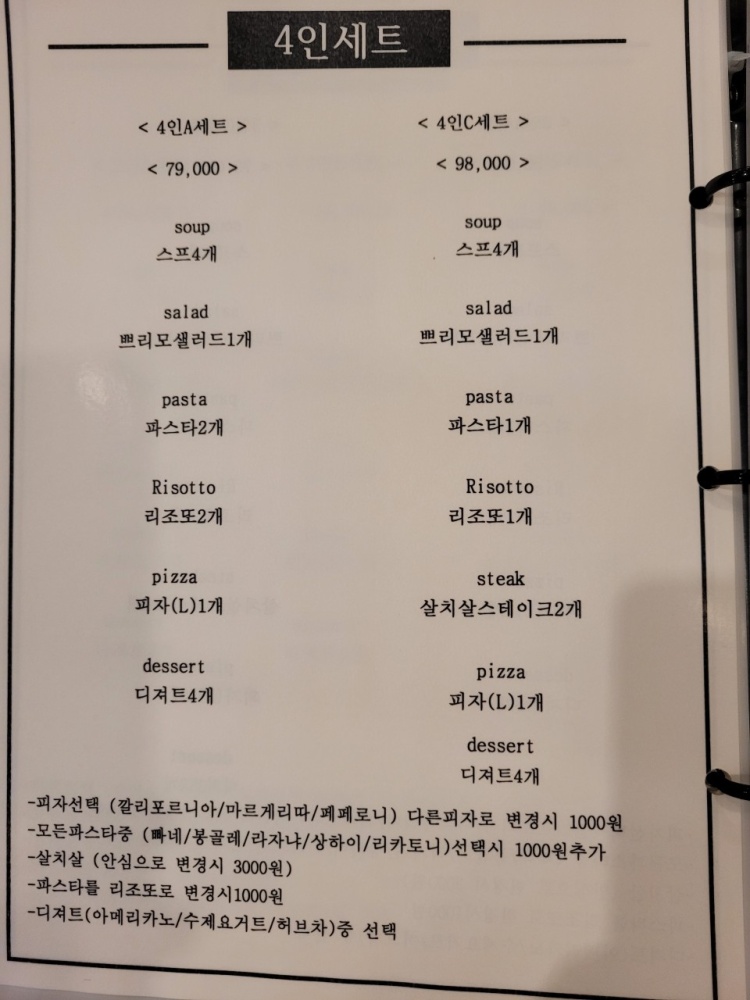 4인세트
< 4인A세트 >
< 79,000 >
soup
스프4개
salad
쁘리모샐러드1개
pasta
파스타2개
Risotto
리조또2개
pizza
피자(L)1개
dessert
디져트4개
< 4인C세트 >
< 98,000 >
soup
스프4개
salad
쁘리모샐러드1개
pasta
파스타1개
Risotto
리조또1개
steak
살치살스테이크2개
pizza
피자(L)1개
dessert
디져트4개
-피자선택 (깔리포르니아/마르게리따/페페로니) 다른피자로 변경시 1000원
-모든파스타중 (빠네/봉골레/라자냐/상하이/리카토니)선택시 1000원추가
-살치살 (안심으로 변경시 3000원)
-파스타를 리조또로 변경시1000원
-디져트(아메리카노/수제요거트/허브차)중 선택